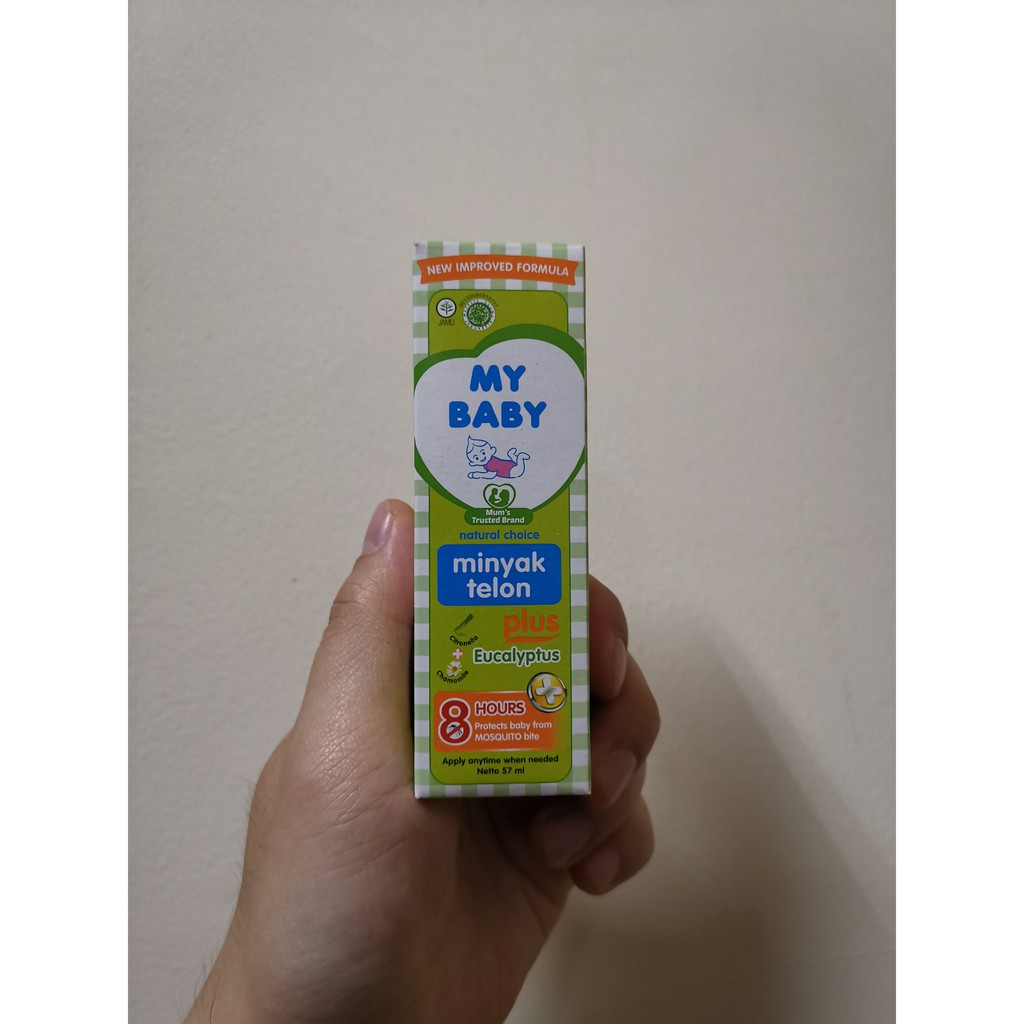 NEW IMPROVED FORMULA
JAMU
MY
BABY
Mum's
Trusted Brand
natural choice
minyak
telon
plus
Citronella
+
Chamomile
Eucalyptus
8 HOURS
Protects baby from
MOSQUITO bite
Apply anytime when needed
Netto 57 ml